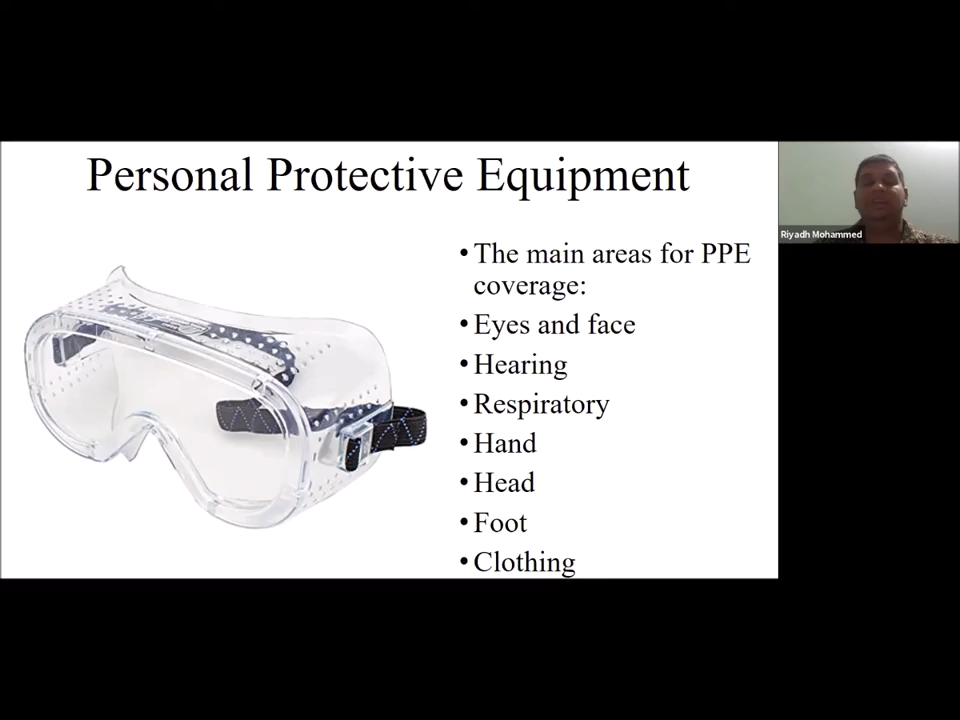 Personal Protective Equipment
• The main areas for PPE
coverage:
• Eyes and face
• Hearing
• Respiratory
• Hand
• Head
• Foot
• Clothing
Riyadh Mohammed